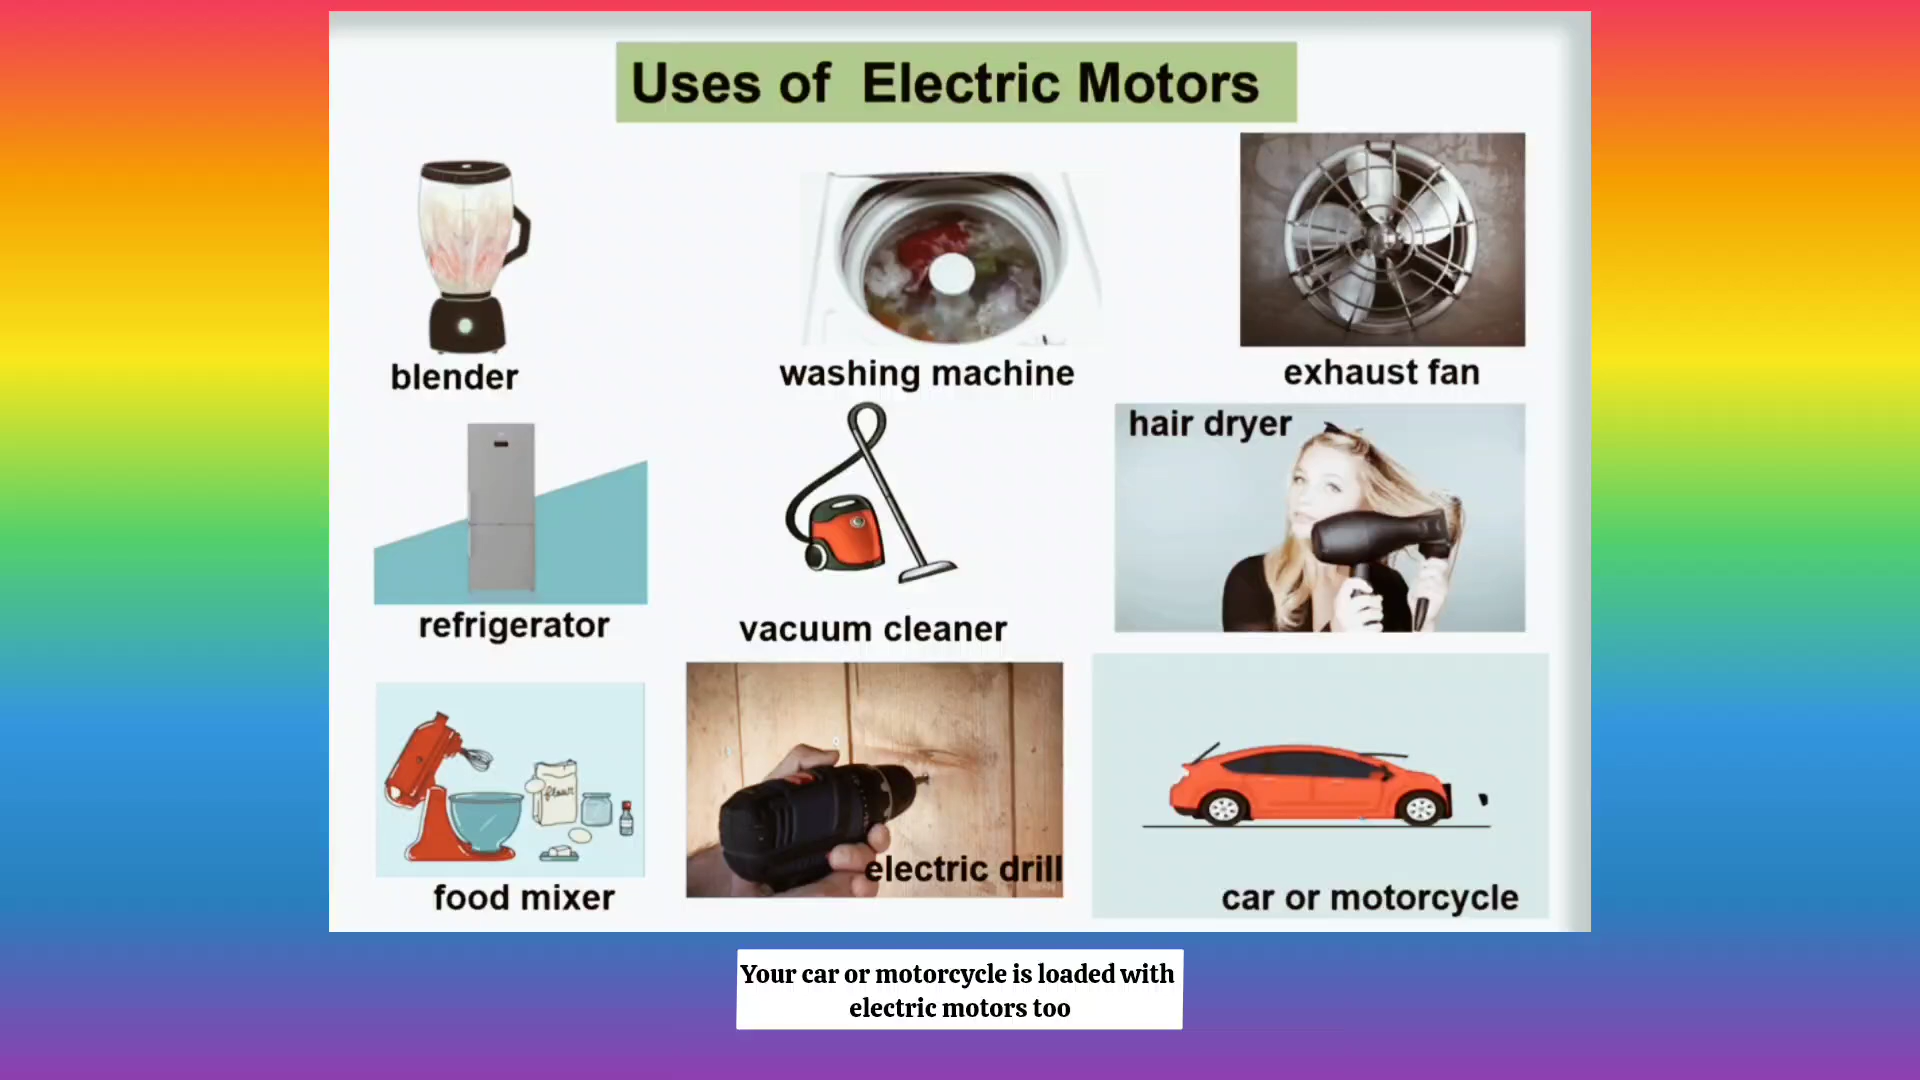 Uses of Electric Motors
blender
washing machine
exhaust fan
refrigerator
vacuum cleaner
hair dryer
flour
food mixer
electric drill
car or motorcycle
Your car or motorcycle is loaded with
electric motors too